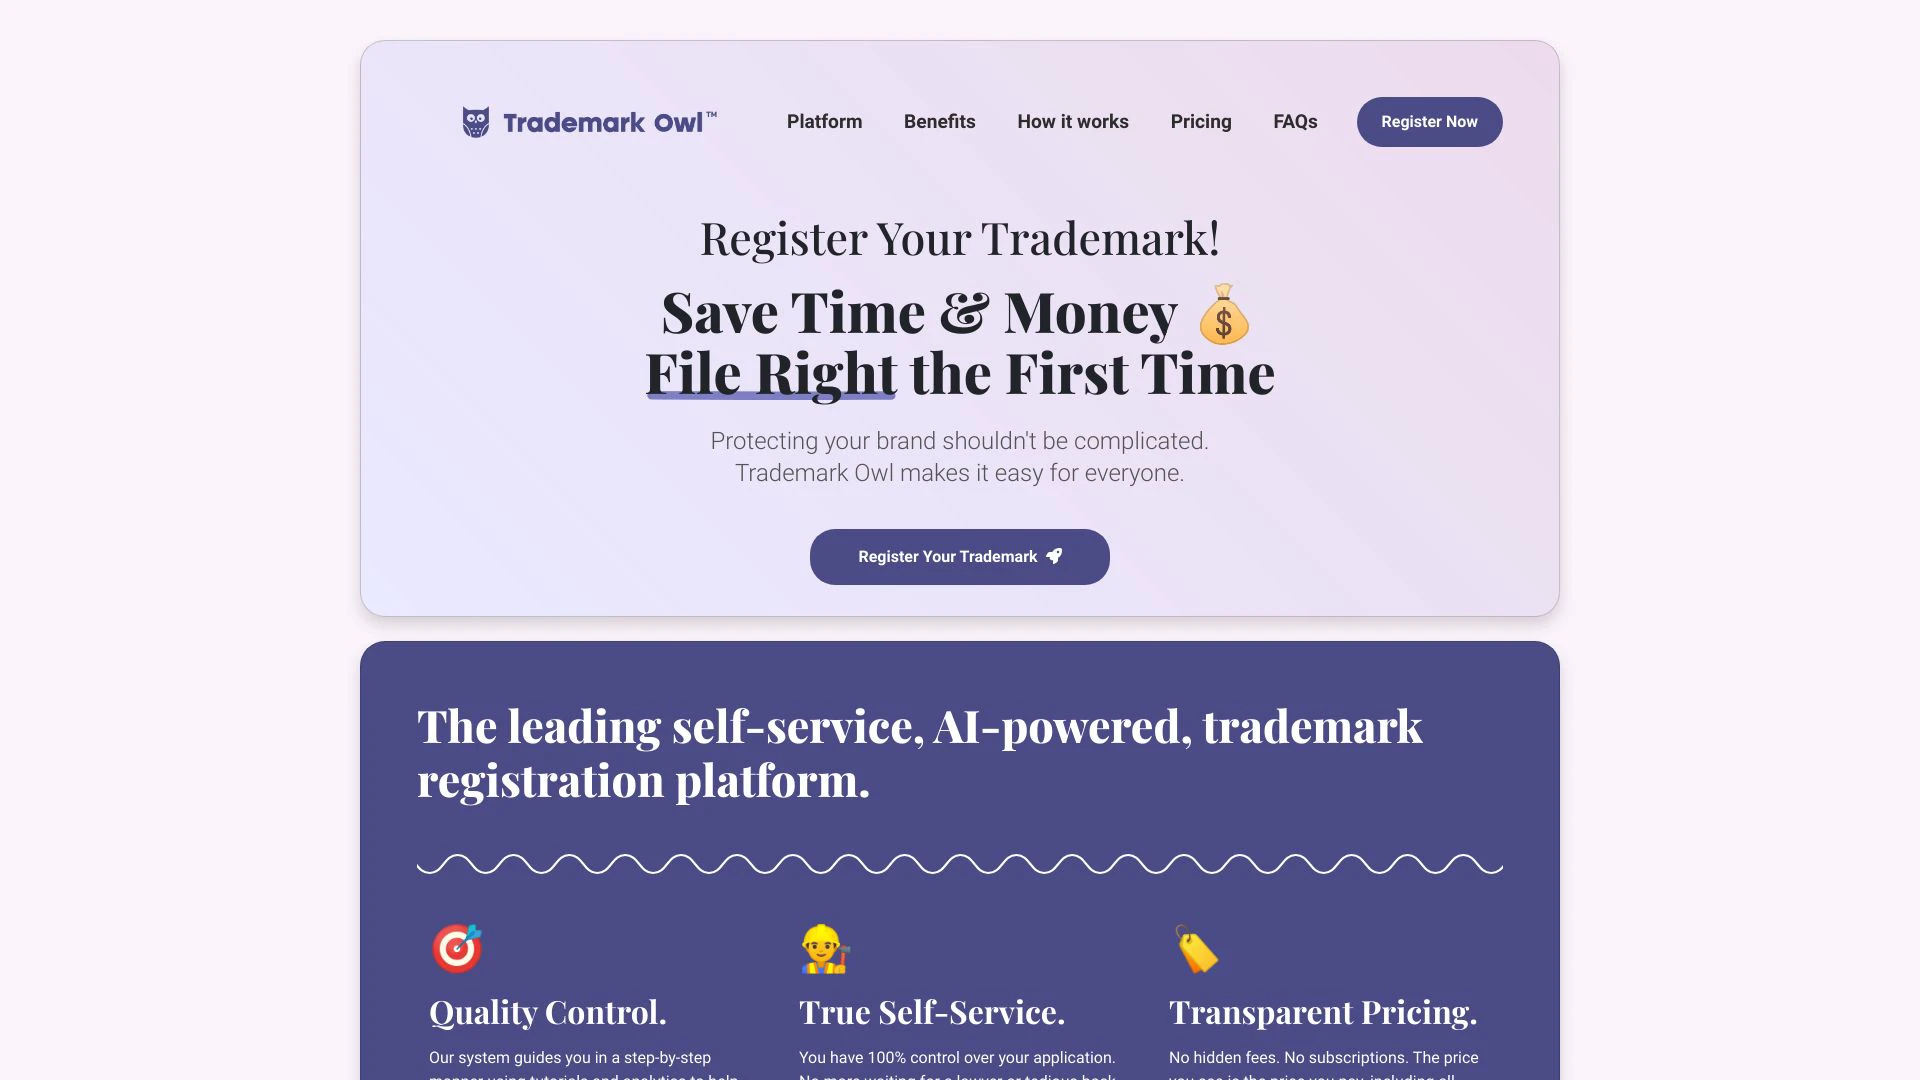 Trademark Owl™
Platform
Benefits
How it works
Pricing
FAQs
Register Now
Register Your Trademark!
Save Time & Money
File Right the First Time
Protecting your brand shouldn't be complicated.
Trademark Owl makes it easy for everyone.
Register Your Trademark
The leading self-service, AI-powered, trademark
registration platform.
Quality Control.
Our system guides you in a step-by-step
True Self-Service.
You have 100% control over your application.
Transparent Pricing.
No hidden fees. No subscriptions. The price